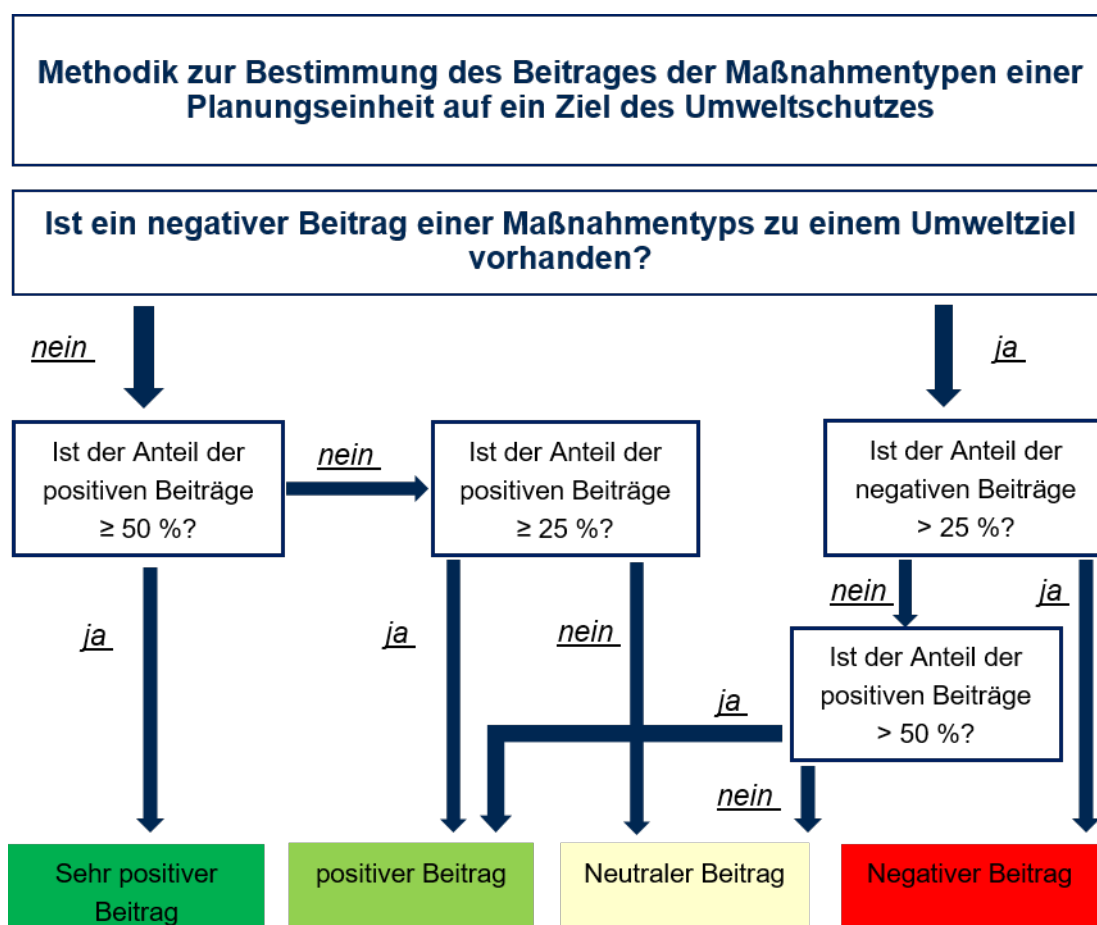 Methodik zur Bestimmung des Beitrages der Maßnahmentypen einer
Planungseinheit auf ein Ziel des Umweltschutzes
Ist ein negativer Beitrag einer Maßnahmentyps zu einem Umweltziel
vorhanden?
nein
ja
Ist der Anteil der
positiven Beiträge
≥ 50 %?
nein
Ist der Anteil der
positiven Beiträge
≥ 25 %?
Ist der Anteil der
negativen Beiträge
> 25 %?
ja
ja
nein
nein
ja
Ist der Anteil der
positiven Beiträge
> 50 %?
ja
nein
Sehr positiver
Beitrag
positiver Beitrag
Neutraler Beitrag
Negativer Beitrag